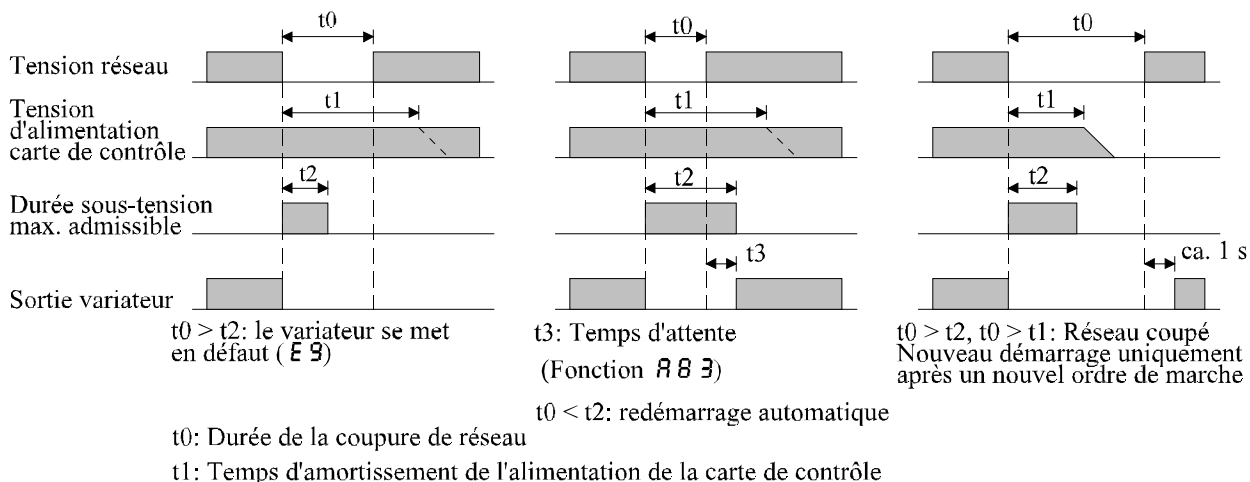 t0
t0
t0
Tension réseau
t1
t1
t1
Tension
d'alimentation
carte de contrôle
t2
t2
t2
Durée sous-tension
max. admissible
t3
ca. 1 s
Sortie variateur
t0 > t2: le variateur se met
en défaut (E9)
t3: Temps d'attente
(Fonction A83)
t0 < t2: redémarrage automatique
t0 > t2, t0 > t1: Réseau coupé
Nouveau démarrage uniquement
après un nouvel ordre de marche
t0: Durée de la coupure de réseau
t1: Temps d'amortissement de l'alimentation de la carte de contrôle